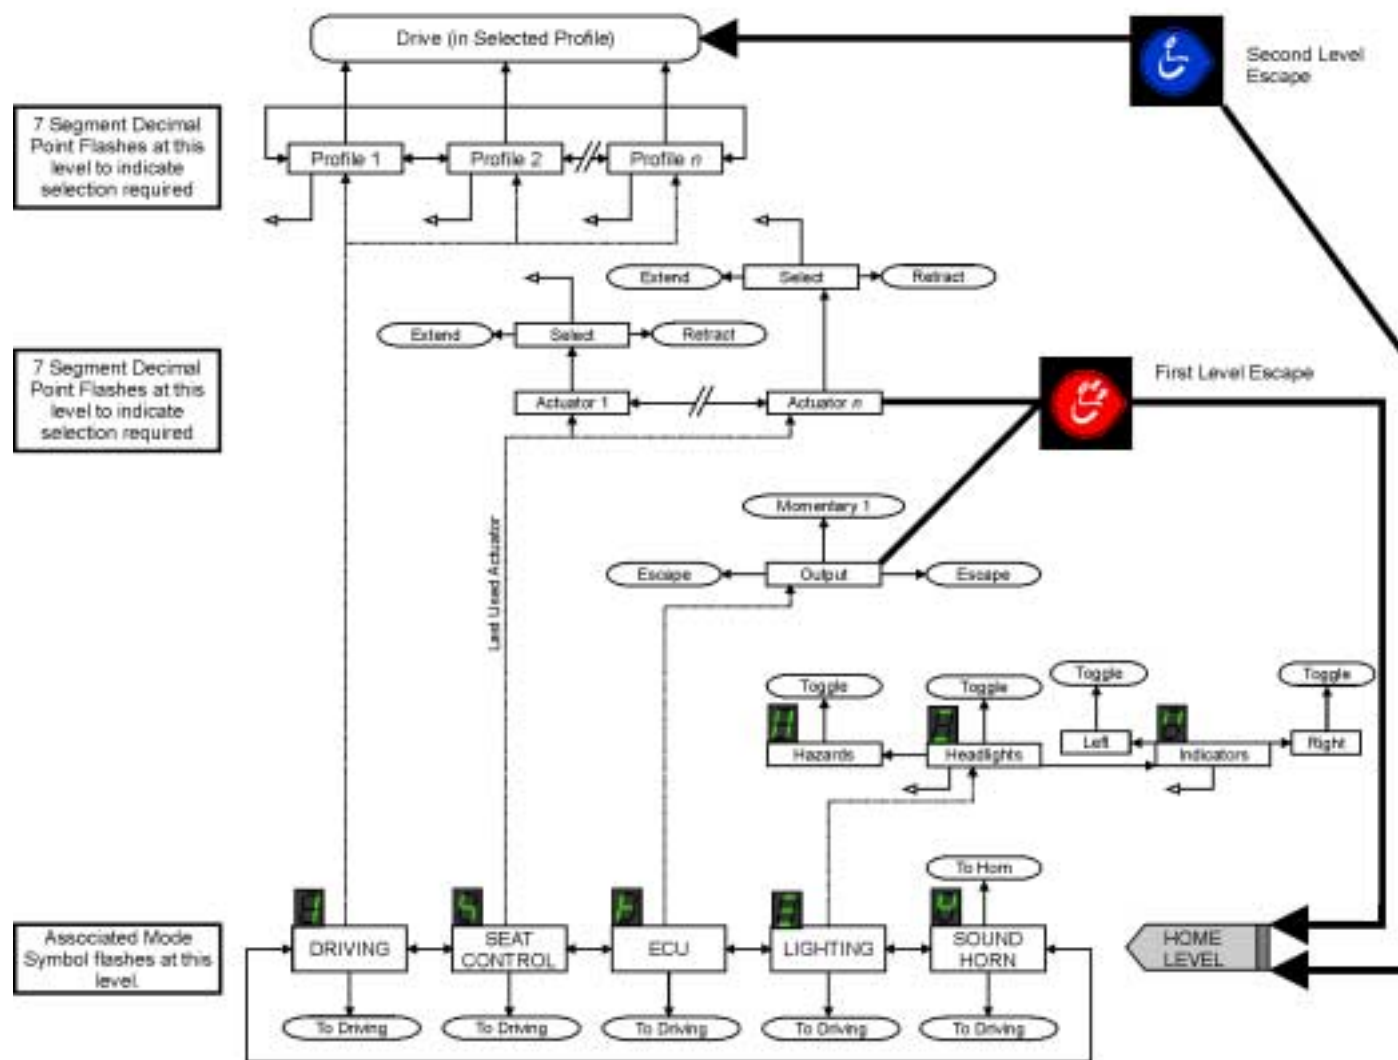 Drive (in Selected Profile)
Second Level
Escape
7 Segment Decimal
Point Flashes at this
level to indicate
selection required
Profile 1
Profile 2
Profile n
Extend
Select
Retract
Extend
Select
Retract
7 Segment Decimal
Point Flashes at this
level to indicate
selection required
First Level Escape
Actuator 1
Actuator n
Last Used Actuator
Momentary 1
Escape
Output
Escape
Toggle
Toggle
Toggle
Toggle
Hazards
Headlights
Left
Indicators
Right
To Horn
Associated Mode
Symbol flashes at this
level.
DRIVING
SEAT
CONTROL
ECU
LIGHTING
SOUND
HORN
HOME
LEVEL
To Driving
To Driving
To Driving
To Driving
To Driving